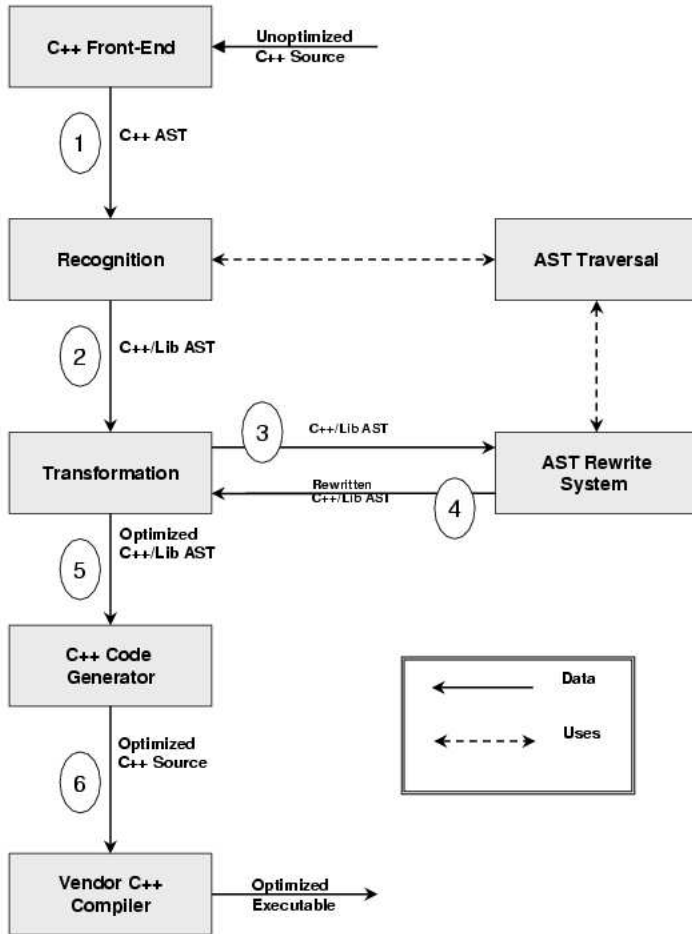 C++ Front-End
Unoptimized
C++ Source
1
C++ AST
Recognition
AST Traversal
2
C++/Lib AST
3
C++/Lib AST
Transformation
AST Rewrite
System
Rewritten
C++/Lib AST
4
Optimized
C++/Lib AST
5
C++ Code
Generator
Data
Uses
Optimized
C++ Source
6
Vendor C++
Compiler
Optimized
Executable